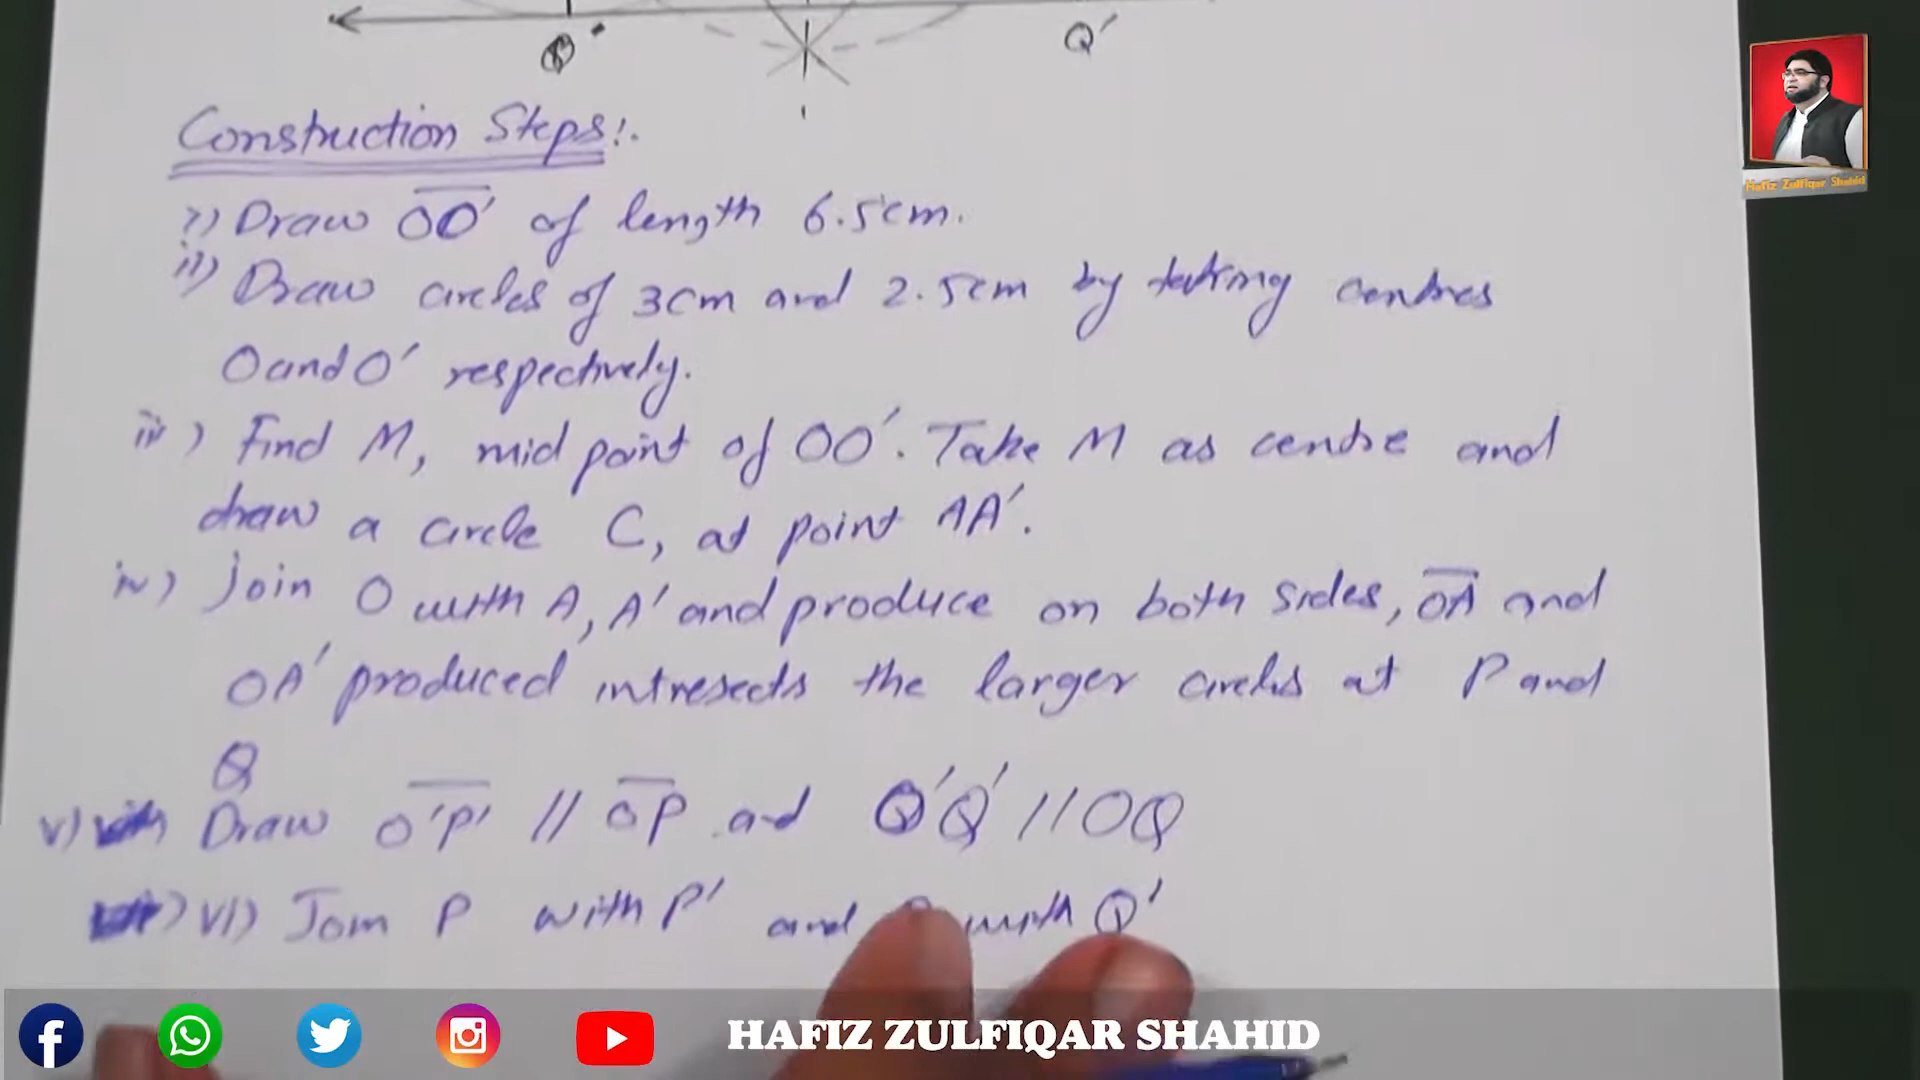 Q'
Hafiz Zulfiqar Shahid
Construction Steps:.
i) Draw OO' of length 6.5cm.
ii) Draw circles of 3cm and 2.5cm by taking centres
O and O' respectively.
iii) Find M, mid point of OO'. Take M as centre and
draw a circle C, at point AA'.
iv) Join O with A, A' and produce on both sides, OA and
OA' produced intresects the larger circles at P and
Q
v) Draw O'P' // OP and O'Q' // OQ
vi) Join P with P' and with Q'
HAFIZ ZULFIQAR SHAHID